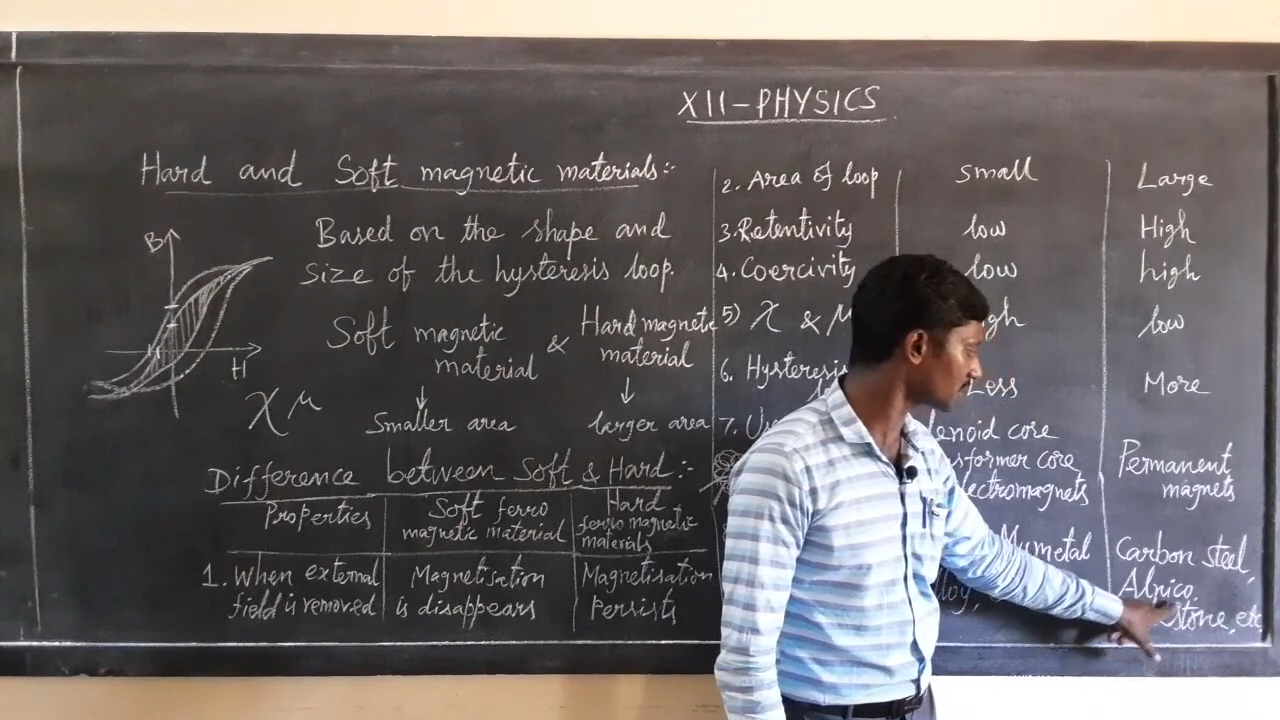 XII-PHYSICS
Hard and Soft magnetic materials:-
B
H
Based on the shape and
size of the hysteresis loop.
Soft magnetic
material
&
Hard magnetic
material
↓
↓
Smaller area
larger area
χ μ
Difference between Soft & Hard :-
Properties
Soft ferro
magnetic material
Hard
ferro magnetic
materials
1. When external
field is removed
Magnetisation
is disappears
Magnetisation
Persists
2. Area of loop
Small
Large
3. Retentivity
low
High
4. Coercivity
low
high
5) χ & μ
low
6. Hysteresis
Less
More
7.
core
core
Permanent
magnets
Mumetal
Carbon steel,
Alnico,
etc